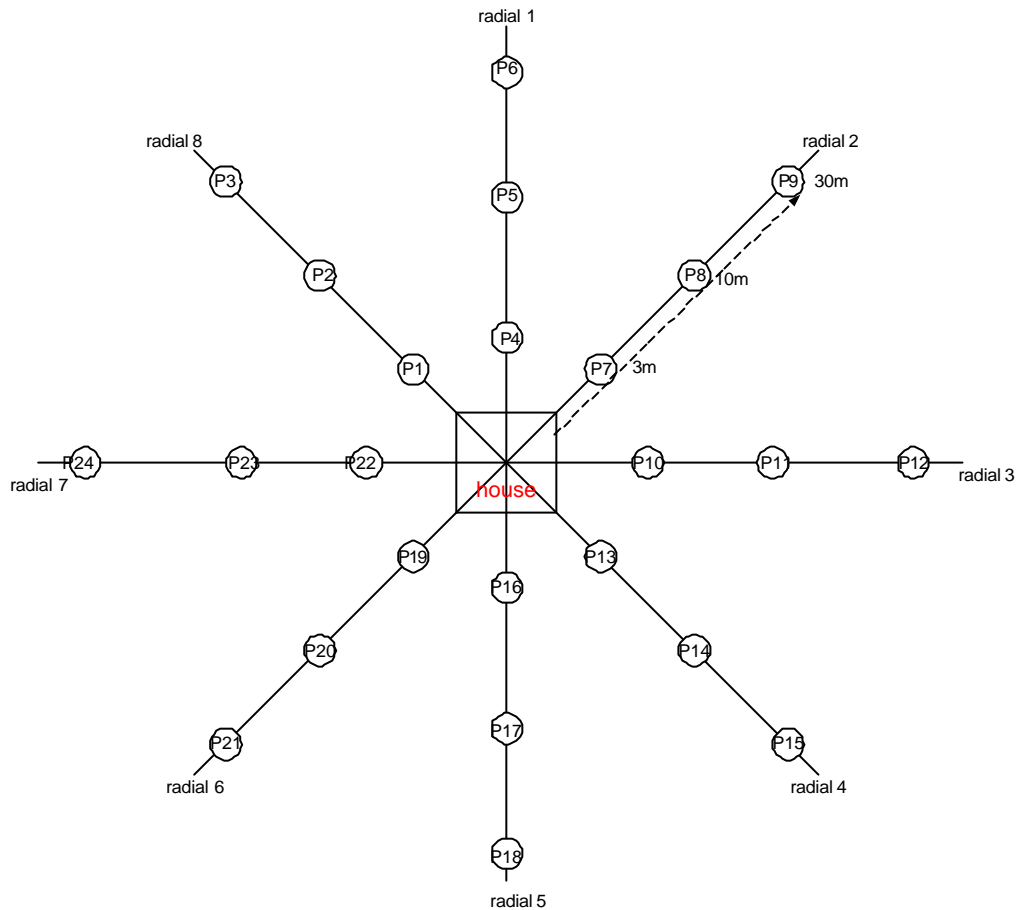 radial 1
P6
radial 8
radial 2
P3
P9
30m
P5
P2
P8
10m
P4
P1
P7
3m
P24
P23
P22
P10
P11
P12
radial 7
radial 3
house
P19
P13
P16
P20
P14
P17
P21
P15
radial 6
radial 4
P18
radial 5